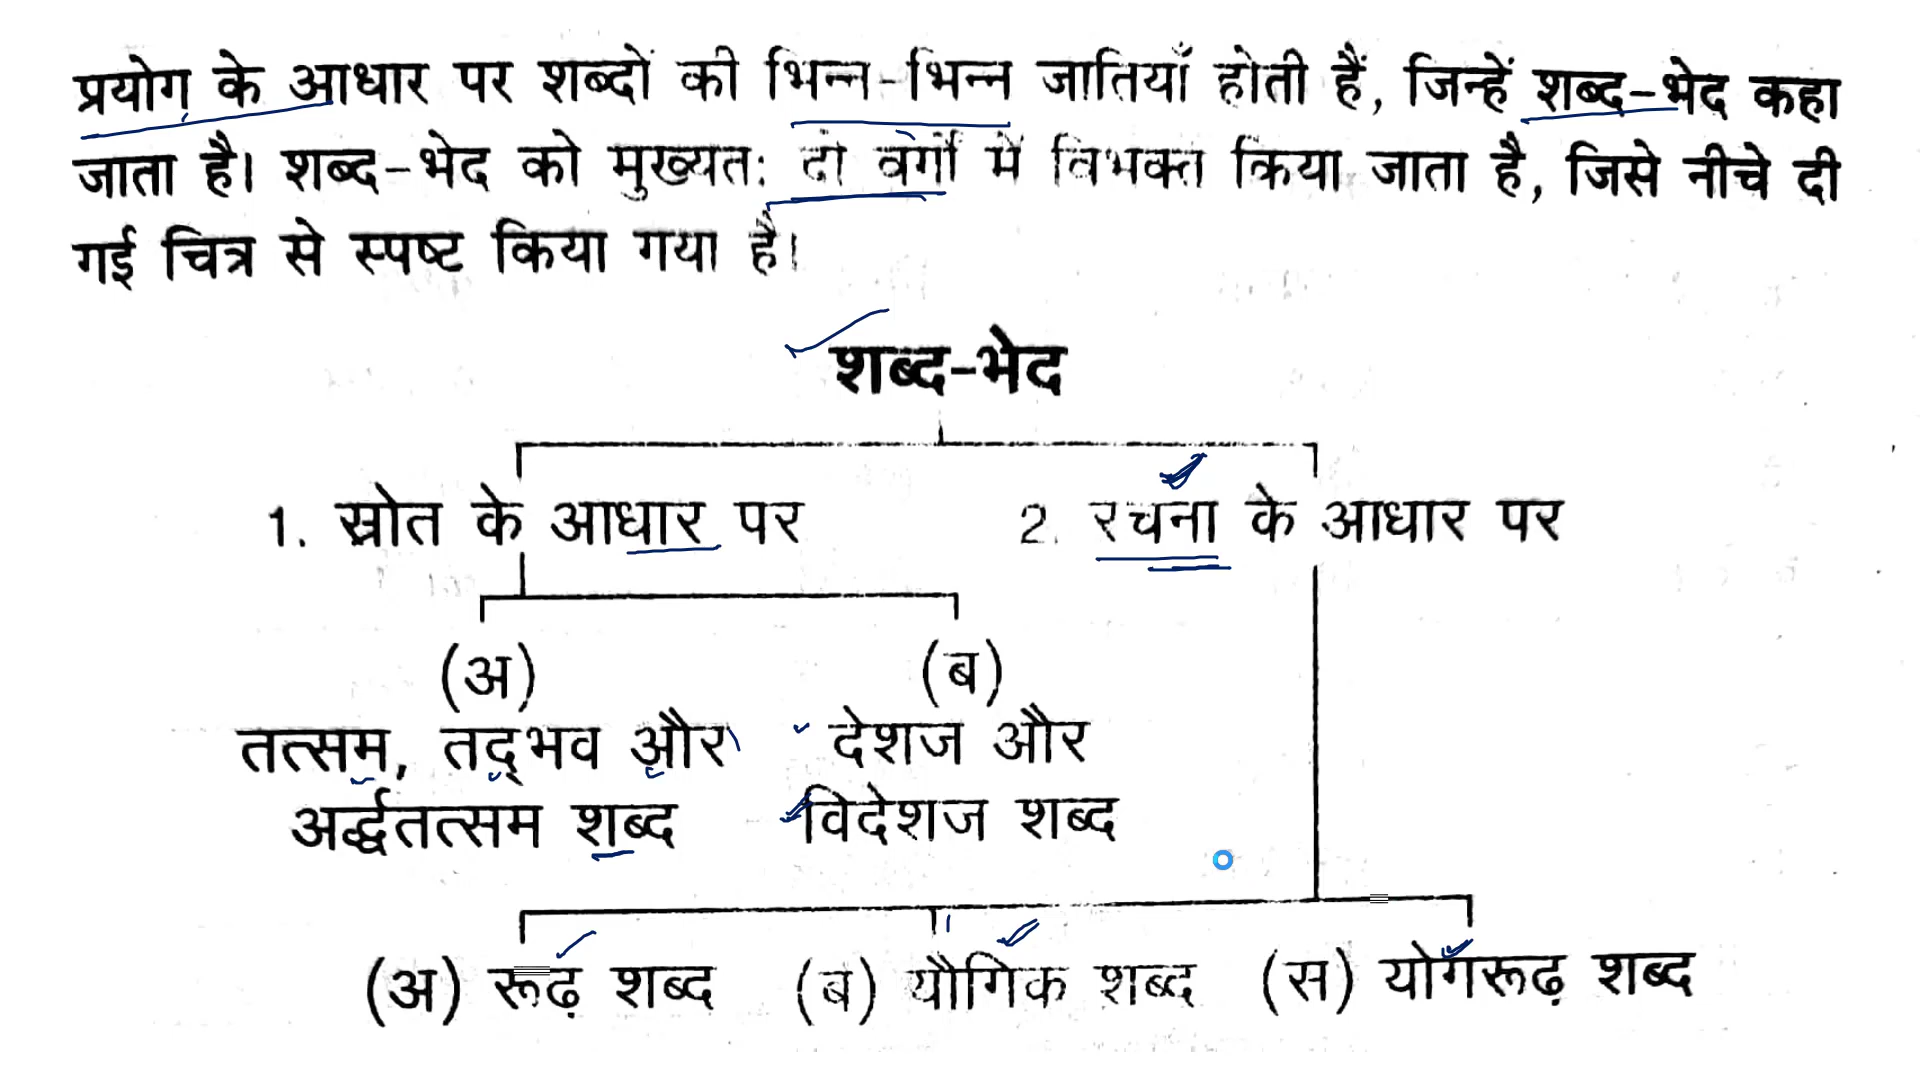 प्रयोग के आधार पर शब्दों की भिन्न-भिन्न जातियाँ होती हैं, जिन्हें शब्द-भेद कहा
जाता है। शब्द-भेद को मुख्यतः दो वर्गों में विभक्त किया जाता है, जिसे नीचे दी
गई चित्र से स्पष्ट किया गया है।
शब्द-भेद
1. स्रोत के आधार पर 2. रचना के आधार पर
(अ) (ब)
तत्सम, तद्भव और देशज और
अर्द्धतत्सम शब्द विदेशज शब्द
(अ) रूढ़ शब्द (ब) यौगिक शब्द (स) योगरूढ़ शब्द